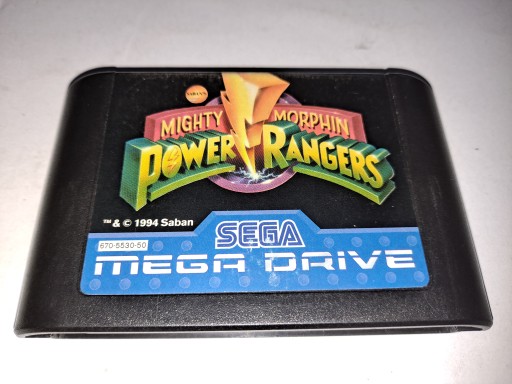 SABAN'S
MIGHTY MORPHIN
POWER RANGERS
™ & © 1994 Saban
SEGA
670-5530-50
MEGA DRIVE